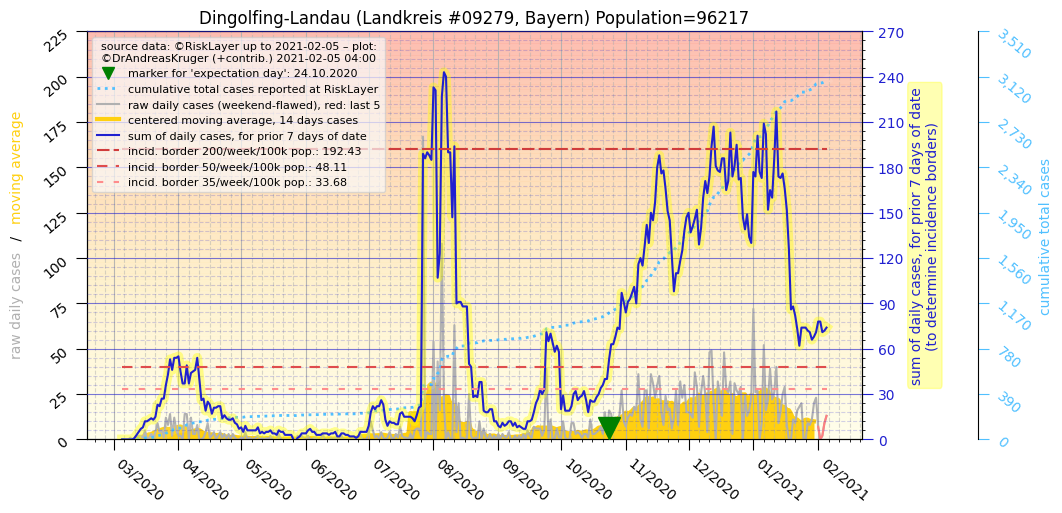 Dingolfing-Landau (Landkreis #09279, Bayern) Population=96217
source data: ©RiskLayer up to 2021-02-05 – plot:
©DrAndreasKruger (+contrib.) 2021-02-05 04:00
marker for 'expectation day': 24.10.2020
cumulative total cases reported at RiskLayer
raw daily cases (weekend-flawed), red: last 5
centered moving average, 14 days cases
sum of daily cases, for prior 7 days of date
incid. border 200/week/100k pop.: 192.43
incid. border 50/week/100k pop.: 48.11
incid. border 35/week/100k pop.: 33.68
raw daily cases / moving average
225
200
175
150
125
100
75
50
25
0
03/2020
04/2020
05/2020
06/2020
07/2020
08/2020
09/2020
10/2020
11/2020
12/2020
01/2021
02/2021
270
240
210
180
150
120
90
60
30
0
sum of daily cases, for prior 7 days of date
(to determine incidence borders)
3,510
3,120
2,730
2,340
1,950
1,560
1,170
780
390
0
cumulative total cases